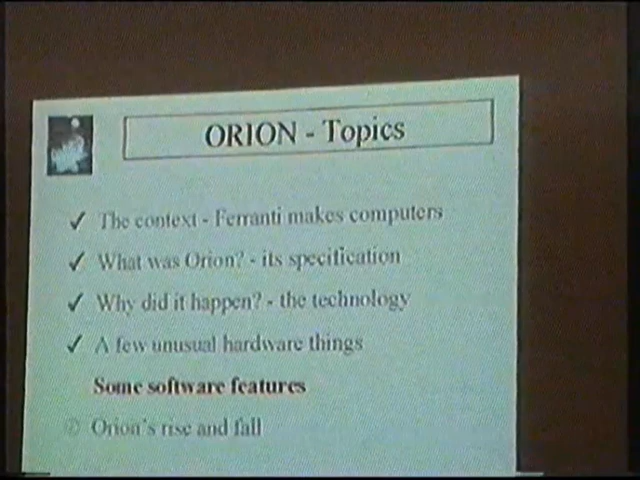 ORION - Topics
✓ The context - Ferranti makes computers
✓ What was Orion? - its specification
✓ Why did it happen? - the technology
✓ A few unusual hardware things
Some software features
Orion's rise and fall